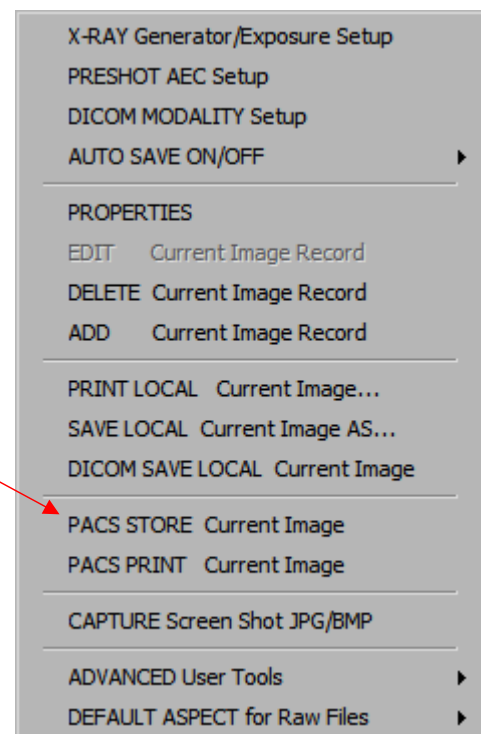 X-RAY Generator/Exposure Setup
PRESHOT AEC Setup
DICOM MODALITY Setup
AUTO SAVE ON/OFF
PROPERTIES
EDIT Current Image Record
DELETE Current Image Record
ADD Current Image Record
PRINT LOCAL Current Image...
SAVE LOCAL Current Image AS...
DICOM SAVE LOCAL Current Image
PACS STORE Current Image
PACS PRINT Current Image
CAPTURE Screen Shot JPG/BMP
ADVANCED User Tools
DEFAULT ASPECT for Raw Files